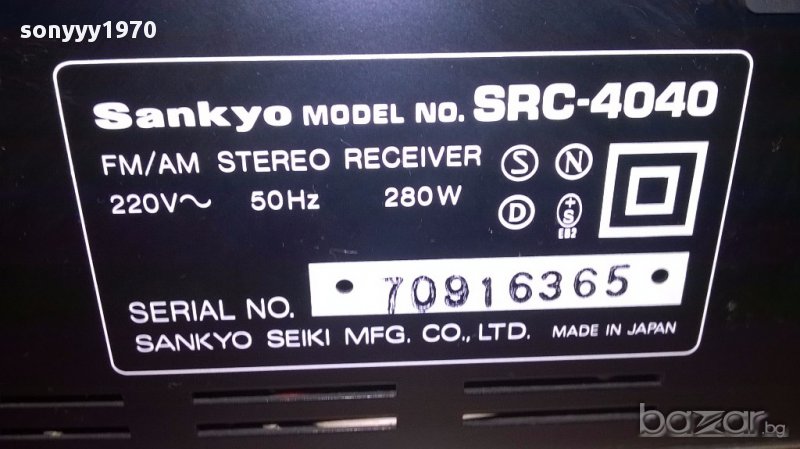 sonyyy1970
Sankyo MODEL NO. SRC-4040
FM/AM STEREO RECEIVER S N
220V~ 50Hz 280W D +S
EB2
SERIAL NO. • 70916365 •
SANKYO SEIKI MFG. CO., LTD. MADE IN JAPAN
bazar.bg